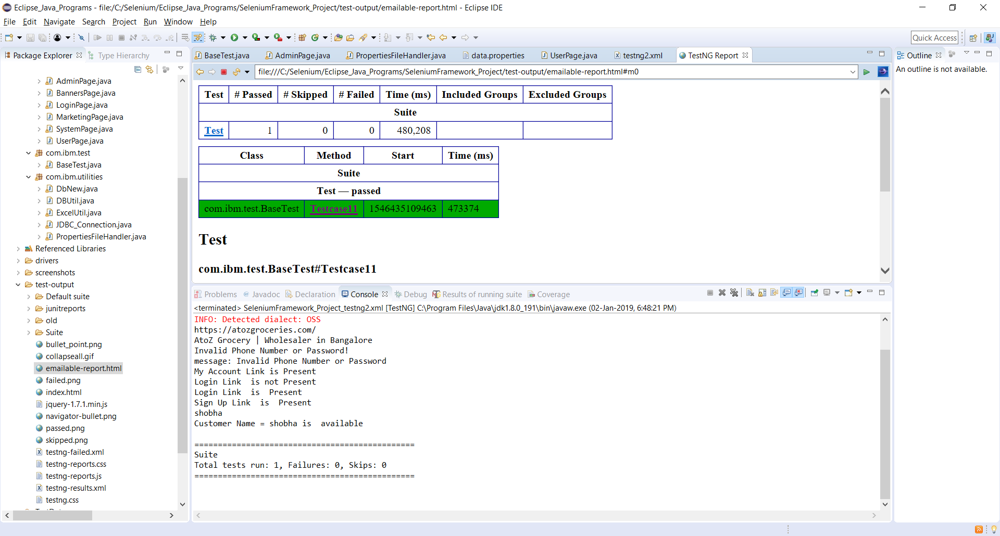 Eclipse_Java_Programs - file:/C:/Selenium/Eclipse_Java_Programs/SeleniumFramework_Project/test-output/emailable-report.html - Eclipse IDE
File Edit Navigate Search Project Run Window Help
Quick Access
Package Explorer Type Hierarchy
AdminPage.java
BannersPage.java
LoginPage.java
MarketingPage.java
SystemPage.java
UserPage.java
com.ibm.test
BaseTest.java
com.ibm.utilities
DbNew.java
DBUtil.java
ExcelUtil.java
JDBC_Connection.java
PropertiesFileHandler.java
Referenced Libraries
drivers
screenshots
test-output
Default suite
junitreports
old
Suite
bullet_point.png
collapseall.gif
emailable-report.html
failed.png
index.html
jquery-1.7.1.min.js
navigator-bullet.png
passed.png
skipped.png
testng-failed.xml
testng-reports.css
testng-reports.js
testng-results.xml
testng.css
BaseTest.java AdminPage.java PropertiesFileHandler.java data.properties UserPage.java testng2.xml TestNG Report
file:///C:/Selenium/Eclipse_Java_Programs/SeleniumFramework_Project/test-output/emailable-report.html#m0
Test # Passed # Skipped # Failed Time (ms) Included Groups Excluded Groups
Suite
Test 1 0 0 480,208
Class Method Start Time (ms)
Suite
Test — passed
com.ibm.test.BaseTest Testcase11 1546435109463 473374
Test
com.ibm.test.BaseTest#Testcase11
Problems Javadoc Declaration Console Debug Results of running suite Coverage
<terminated> SeleniumFramework_Project_testng2.xml [TestNG] C:\Program Files\Java\jdk1.8.0_191\bin\javaw.exe (02-Jan-2019, 6:48:21 PM)
INFO: Detected dialect: OSS
https://atozgroceries.com/
AtoZ Grocery | Wholesaler in Bangalore
Invalid Phone Number or Password!
message: Invalid Phone Number or Password
My Account Link is Present
Login Link  is not Present
Login Link  is  Present
Sign Up Link  is  Present
shobha
Customer Name = shobha is  available
===============================================
Suite
Total tests run: 1, Failures: 0, Skips: 0
===============================================
Outline
An outline is not available.